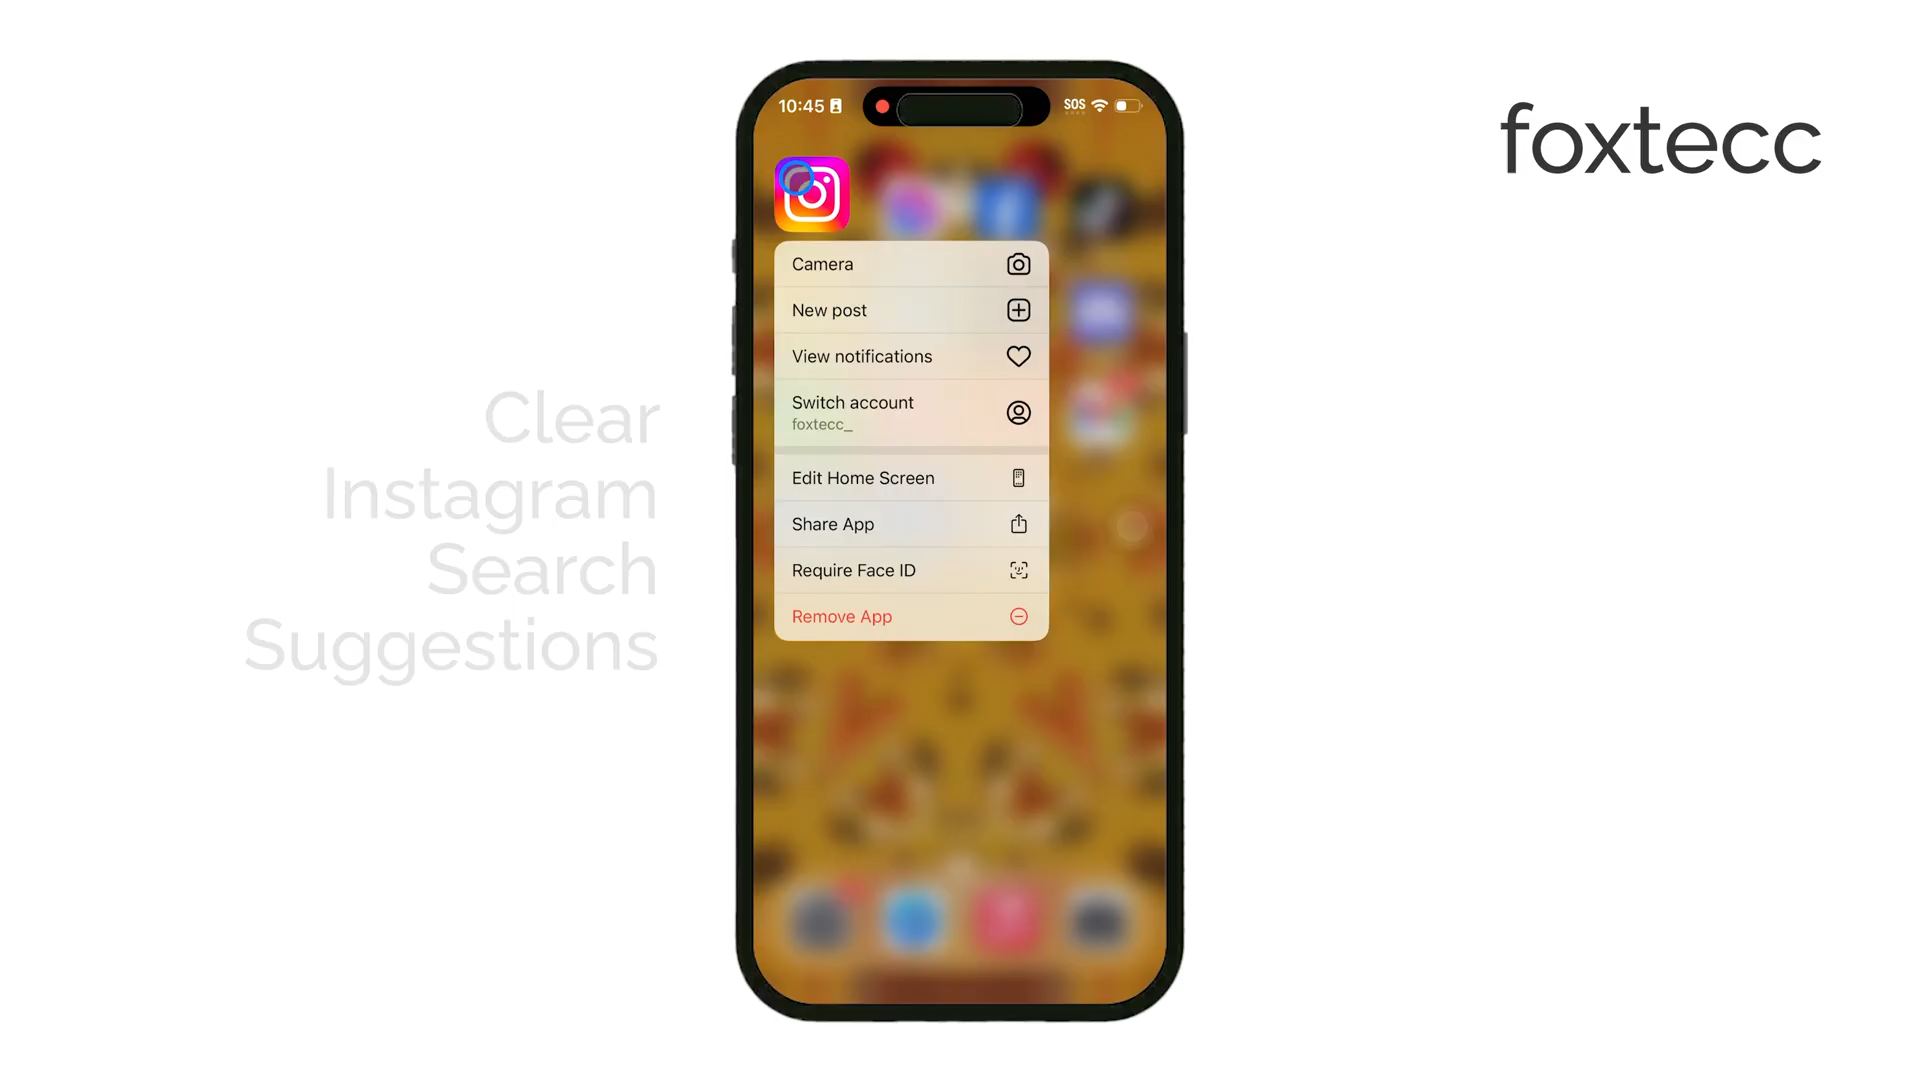 10:45
SOS
foxtecc
Camera
New post
View notifications
Switch account
foxtecc_
Edit Home Screen
Share App
Require Face ID
Remove App
Clear
Instagram
Search
Suggestions